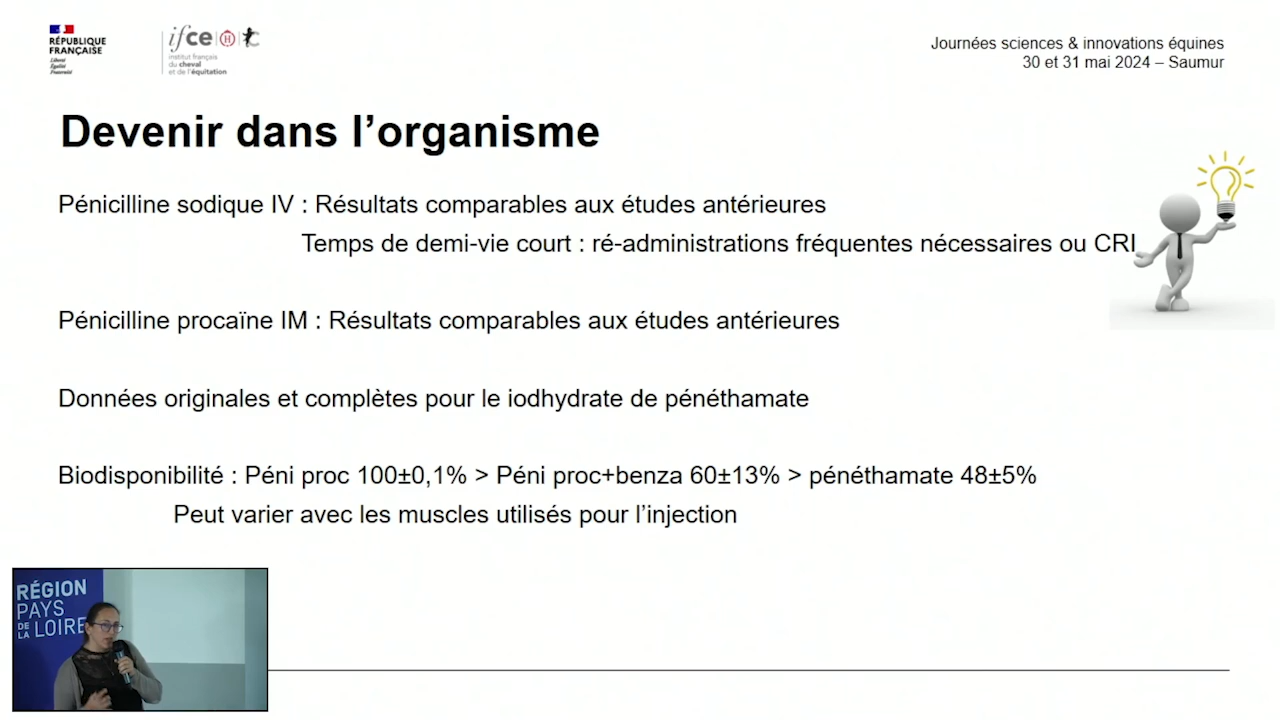 RÉPUBLIQUE
FRANÇAISE
Liberté
Égalité
Fraternité
ifce
institut français
du cheval
et de l'équitation
Journées sciences & innovations équines
30 et 31 mai 2024 – Saumur
Devenir dans l'organisme
Pénicilline sodique IV : Résultats comparables aux études antérieures
Temps de demi-vie court : ré-administrations fréquentes nécessaires ou CRI
Pénicilline procaïne IM : Résultats comparables aux études antérieures
Données originales et complètes pour le iodhydrate de pénéthamate
Biodisponibilité : Péni proc 100±0,1% > Péni proc+benza 60±13% > pénéthamate 48±5%
Peut varier avec les muscles utilisés pour l'injection
RÉGION
PAYS
DE LA LOIRE